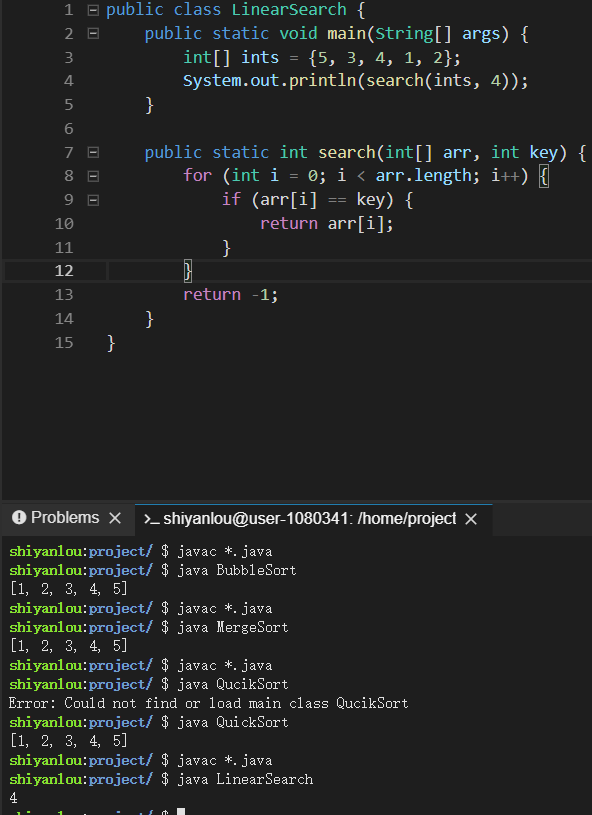 1 public class LinearSearch {
2 public static void main(String[] args) {
3 int[] ints = {5, 3, 4, 1, 2};
4 System.out.println(search(ints, 4));
5 }
6
7 public static int search(int[] arr, int key) {
8 for (int i = 0; i < arr.length; i++) {
9 if (arr[i] == key) {
10 return arr[i];
11 }
12 }
13 return -1;
14 }
15 }
Problems
>_ shiyanlou@user-1080341: /home/project
shiyanlou:project/ $ javac *.java
shiyanlou:project/ $ java BubbleSort
[1, 2, 3, 4, 5]
shiyanlou:project/ $ javac *.java
shiyanlou:project/ $ java MergeSort
[1, 2, 3, 4, 5]
shiyanlou:project/ $ javac *.java
shiyanlou:project/ $ java QucikSort
Error: Could not find or load main class QucikSort
shiyanlou:project/ $ java QuickSort
[1, 2, 3, 4, 5]
shiyanlou:project/ $ javac *.java
shiyanlou:project/ $ java LinearSearch
4